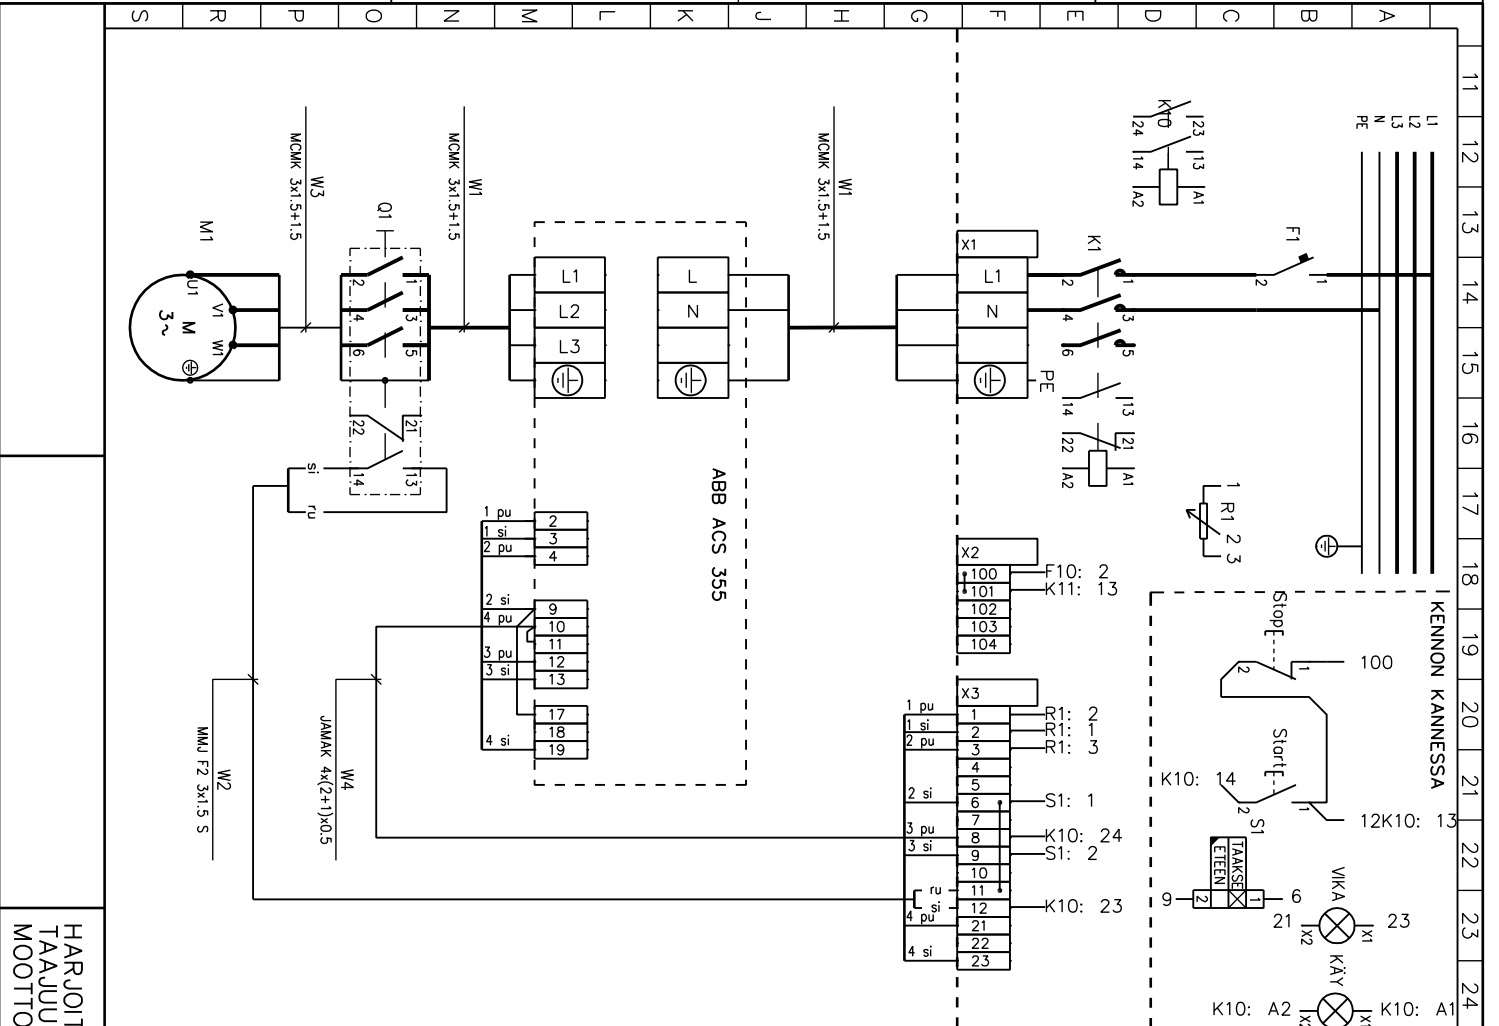 S R P O N M L K J H G F E D C B A
11
12
13
14
15
16
17
18
19
20
21
22
23
24
L1
L2
L3
N
PE
K10
23
24
13
14
A1
A2
F1
1
2
K1
1
2
3
4
5
6
13
14
21
22
A1
A2
X1
L1
N
PE
W1
MCMK 3x1.5+1.5
L
N
L1
L2
L3
ABB ACS 355
W1
MCMK 3x1.5+1.5
Q1
1
2
3
4
5
6
21
22
13
14
W3
MCMK 3x1.5+1.5
M1
U1
V1
W1
M
3~
si
ru
R1
1
2
3
X2
100 F10: 2
101 K11: 13
102
103
104
1 pu 2
1 si 3
2 pu 4
2 si 9
4 pu 10
11
3 pu 12
3 si 13
17
18
4 si 19
X3
1 pu 1 R1: 2
1 si 2 R1: 1
2 pu 3 R1: 3
4
5
2 si 6 S1: 1
7
3 pu 8 K10: 24
3 si 9 S1: 2
10
ru 11
si 12 K10: 23
4 pu 21
22
4 si 23
W4
JAMAK 4x(2+1)x0.5
W2
MMJ F2 3x1.5 S
KENNON KANNESSA
Stop
1
2
100
Start
1
2
K10: 14
12K10: 13
S1
TAAKSE
ETEEN
9 2 1 6
VIKA
21 X2 X1 23
KÄY
K10: A2 X2 X1 K10: A1
HARJOIT
TAAJUU
MOOTTO